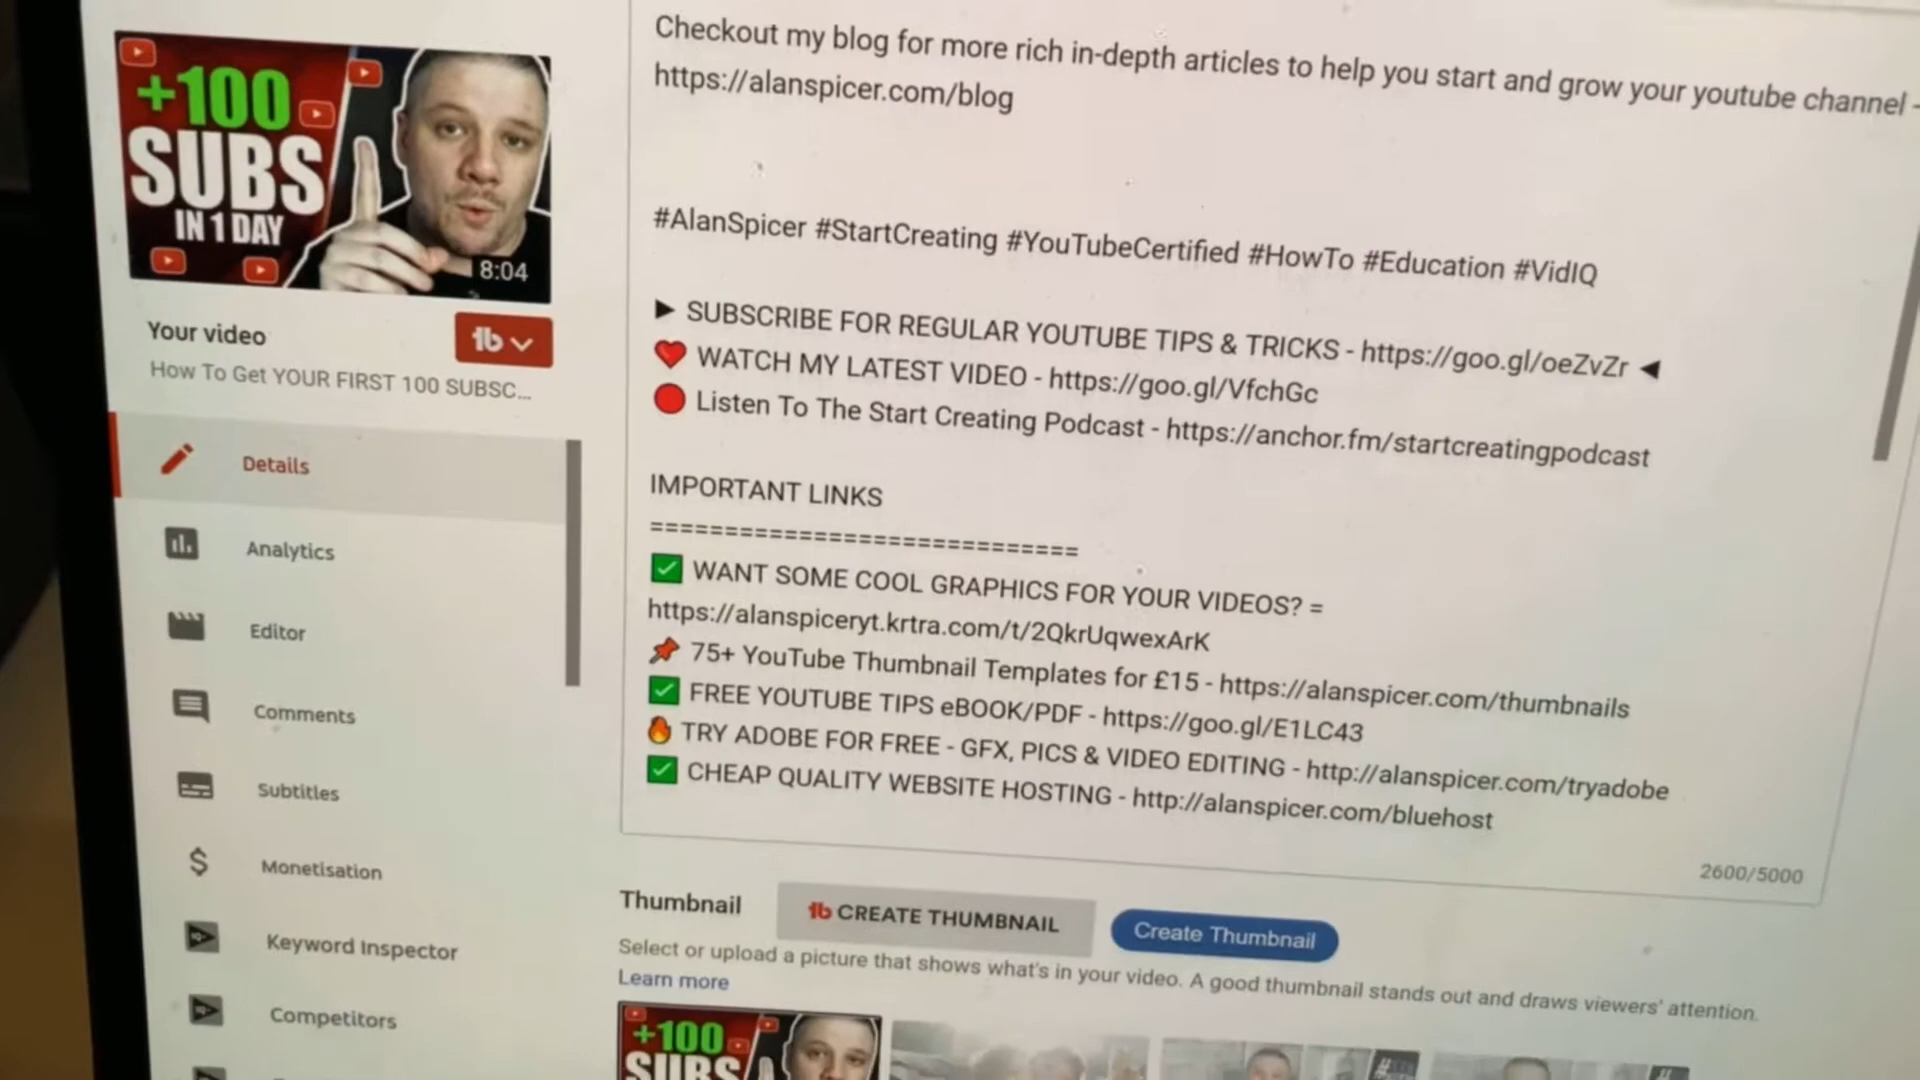 +100
SUBS
IN 1 DAY
8:04
Your video
How To Get YOUR FIRST 100 SUBSC...
Details
Analytics
Editor
Comments
Subtitles
Monetisation
Keyword Inspector
Competitors
Checkout my blog for more rich in-depth articles to help you start and grow your youtube channel -
https://alanspicer.com/blog
#AlanSpicer #StartCreating #YouTubeCertified #HowTo #Education #VidIQ
► SUBSCRIBE FOR REGULAR YOUTUBE TIPS & TRICKS - https://goo.gl/oeZvZr ◄
❤️ WATCH MY LATEST VIDEO - https://goo.gl/VfchGc
🔴 Listen To The Start Creating Podcast - https://anchor.fm/startcreatingpodcast
IMPORTANT LINKS
=============================
✅ WANT SOME COOL GRAPHICS FOR YOUR VIDEOS? =
https://alanspiceryt.krtra.com/t/2QkrUqwexArK
📌 75+ YouTube Thumbnail Templates for £15 - https://alanspicer.com/thumbnails
✅ FREE YOUTUBE TIPS eBOOK/PDF - https://goo.gl/E1LC43
🔥 TRY ADOBE FOR FREE - GFX, PICS & VIDEO EDITING - http://alanspicer.com/tryadobe
✅ CHEAP QUALITY WEBSITE HOSTING - http://alanspicer.com/bluehost
2600/5000
Thumbnail
tb CREATE THUMBNAIL
Create Thumbnail
Select or upload a picture that shows what's in your video. A good thumbnail stands out and draws viewers' attention.
Learn more
+100
SUBS